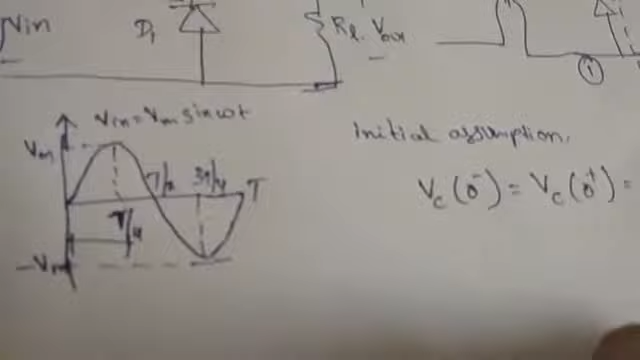 Vin
D1
RL
Vout
1
Vin = Vm sin ωt
Vm
T/2
3T/4
T
T/4
-Vm
Initial assumption,
Vc(0⁻) = Vc(0⁺) =